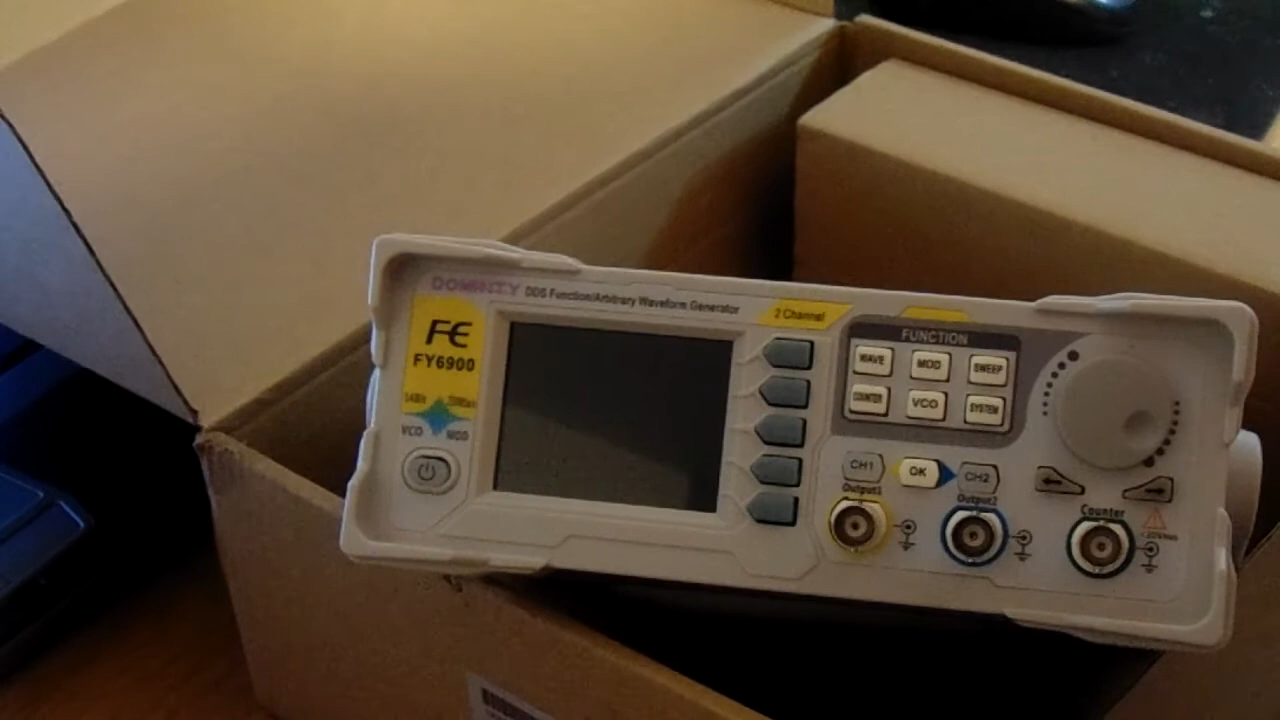 DOMINTY DDS Function/Arbitrary Waveform Generator
2 Channel
FE
FY6900
VCO MOD
FUNCTION
WAVE MOD SWEEP
COUNTER VCO SYSTEM
CH1 OK CH2
Output1 Output2
Counter